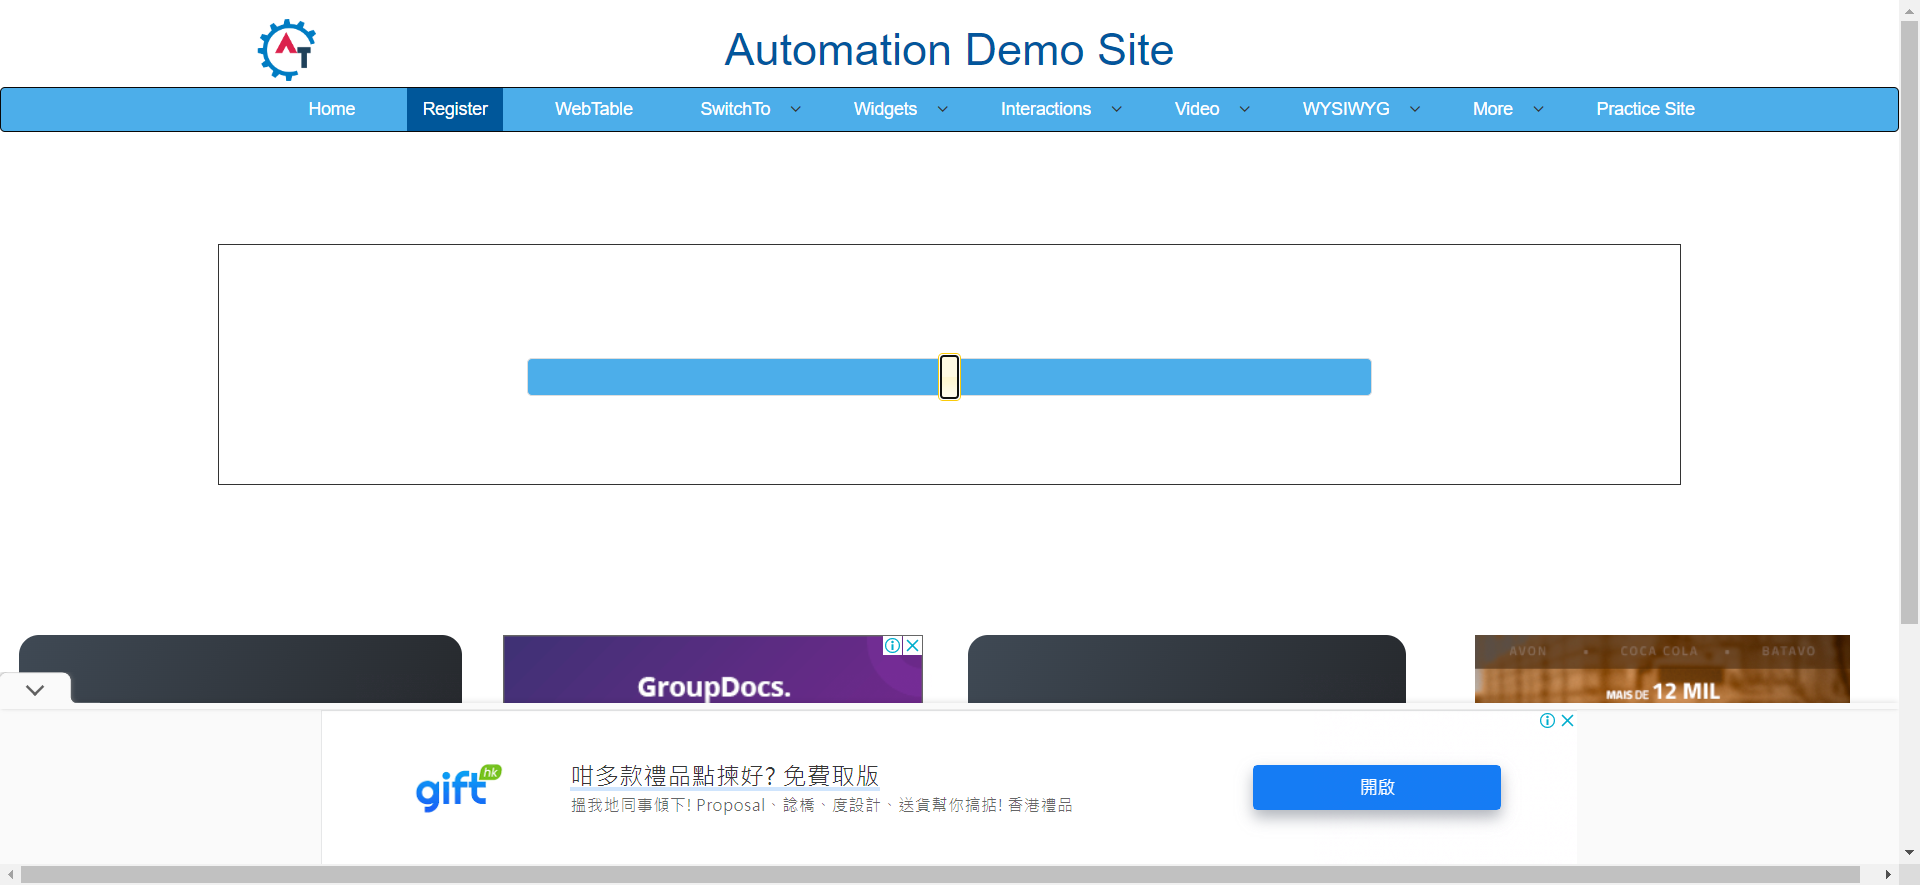 AT
Automation Demo Site
Home Register WebTable SwitchTo Widgets Interactions Video WYSIWYG More Practice Site
GroupDocs.
AVON • COCA COLA • BATAVO
MAIS DE 12 MIL
gift hk
咁多款禮品點揀好? 免費取版
搵我地同事傾下! Proposal、諗橋、度設計、送貨幫你搞掂! 香港禮品
開啟